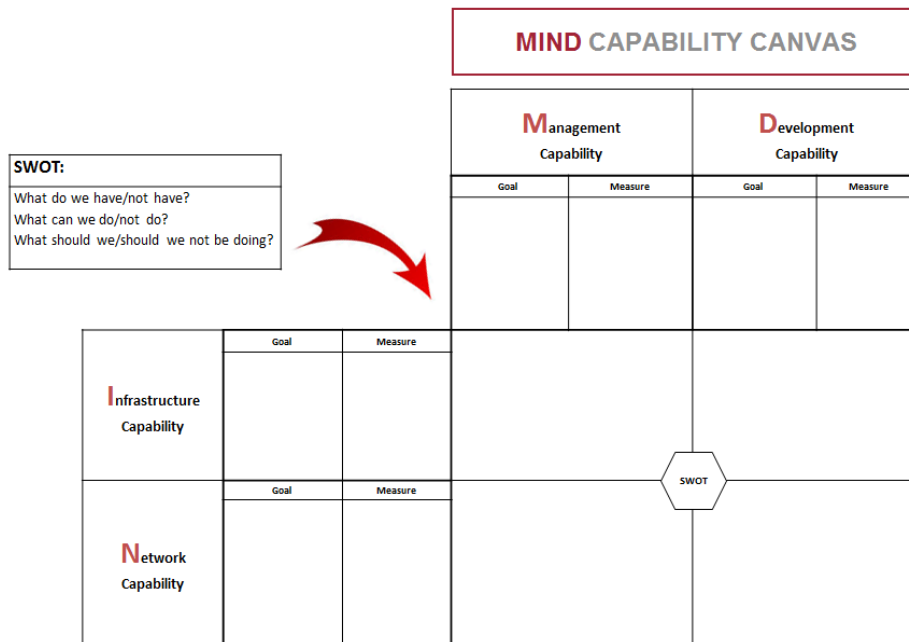 MIND CAPABILITY CANVAS
Management
Capability
Development
Capability
SWOT:
What do we have/not have?
What can we do/not do?
What should we/should we not be doing?
Goal
Measure
Goal
Measure
Goal
Measure
Infrastructure
Capability
SWOT
Goal
Measure
Network
Capability